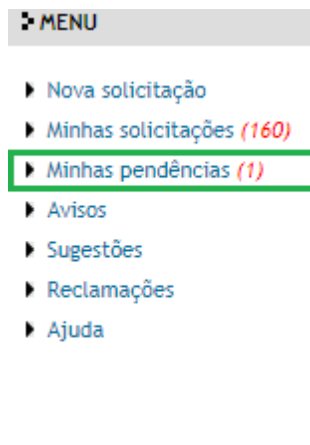 MENU
Nova solicitação
Minhas solicitações (160)
Minhas pendências (1)
Avisos
Sugestões
Reclamações
Ajuda